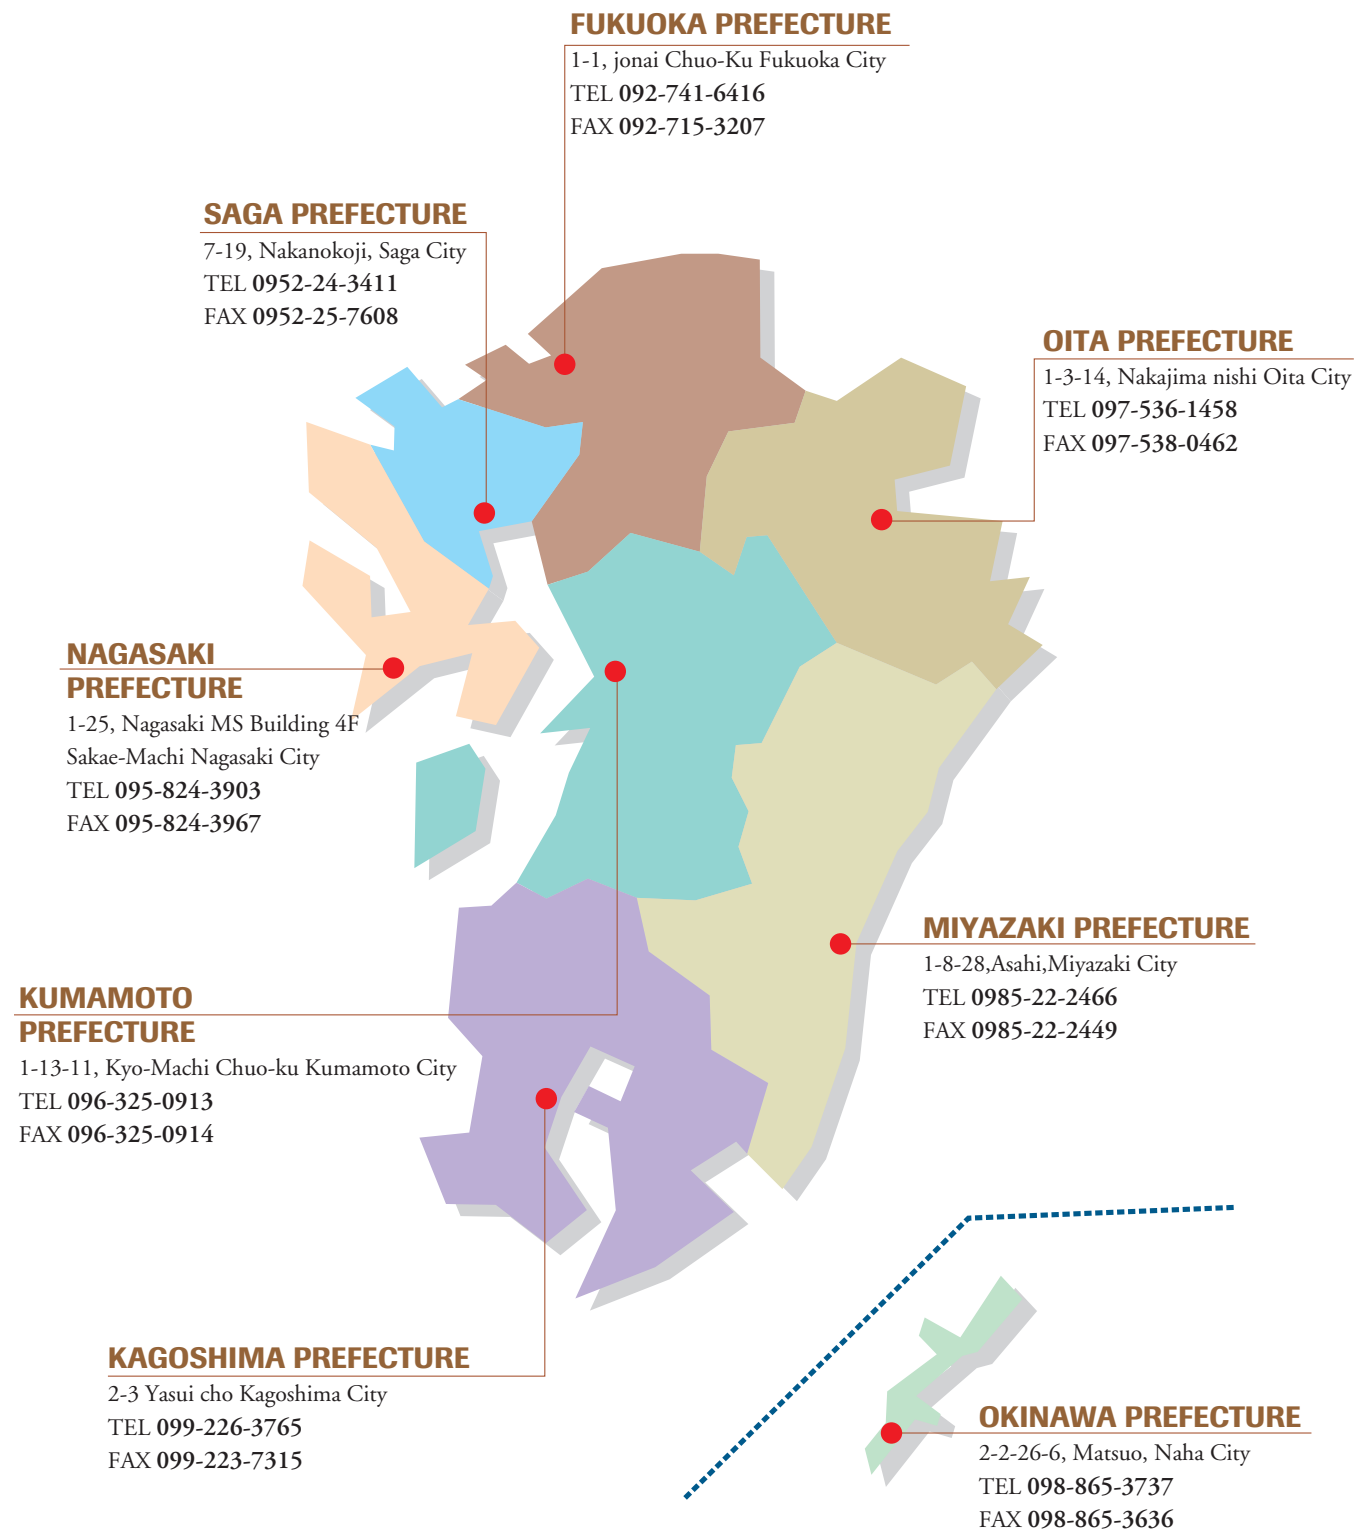 FUKUOKA PREFECTURE
1-1, jonai Chuo-Ku Fukuoka City
TEL 092-741-6416
FAX 092-715-3207
SAGA PREFECTURE
7-19, Nakanokoji, Saga City
TEL 0952-24-3411
FAX 0952-25-7608
OITA PREFECTURE
1-3-14, Nakajima nishi Oita City
TEL 097-536-1458
FAX 097-538-0462
NAGASAKI
PREFECTURE
1-25, Nagasaki MS Building 4F
Sakae-Machi Nagasaki City
TEL 095-824-3903
FAX 095-824-3967
MIYAZAKI PREFECTURE
1-8-28,Asahi,Miyazaki City
TEL 0985-22-2466
FAX 0985-22-2449
KUMAMOTO
PREFECTURE
1-13-11, Kyo-Machi Chuo-ku Kumamoto City
TEL 096-325-0913
FAX 096-325-0914
KAGOSHIMA PREFECTURE
2-3 Yasui cho Kagoshima City
TEL 099-226-3765
FAX 099-223-7315
OKINAWA PREFECTURE
2-2-26-6, Matsuo, Naha City
TEL 098-865-3737
FAX 098-865-3636